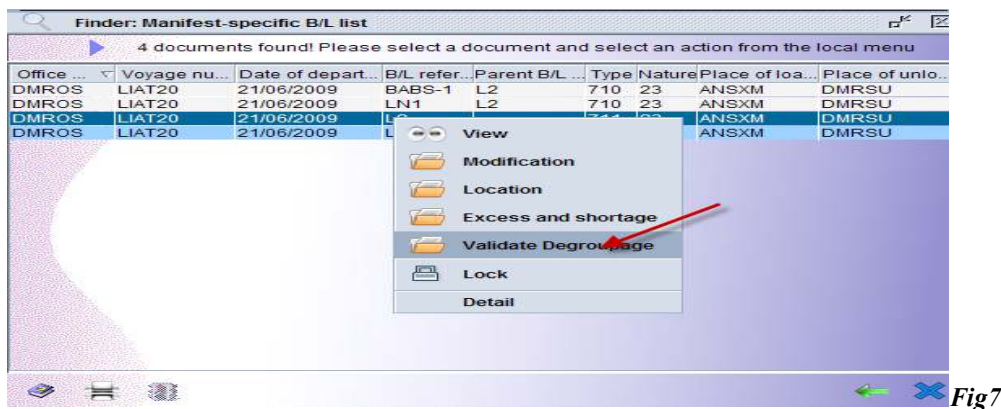 Finder: Manifest-specific B/L list
4 documents found! Please select a document and select an action from the local menu
Office ... Voyage nu... Date of depart... B/L refer... Parent B/L ... Type Nature Place of loa... Place of unlo...
DMROS LIAT20 21/06/2009 BABS-1 L2 710 23 ANSXM DMRSU
DMROS LIAT20 21/06/2009 LN1 L2 710 23 ANSXM DMRSU
DMROS LIAT20 21/06/2009 ANSXM DMRSU
DMROS LIAT20 21/06/2009 L ANSXM DMRSU
View
Modification
Location
Excess and shortage
Validate Degroupage
Lock
Detail
Fig7